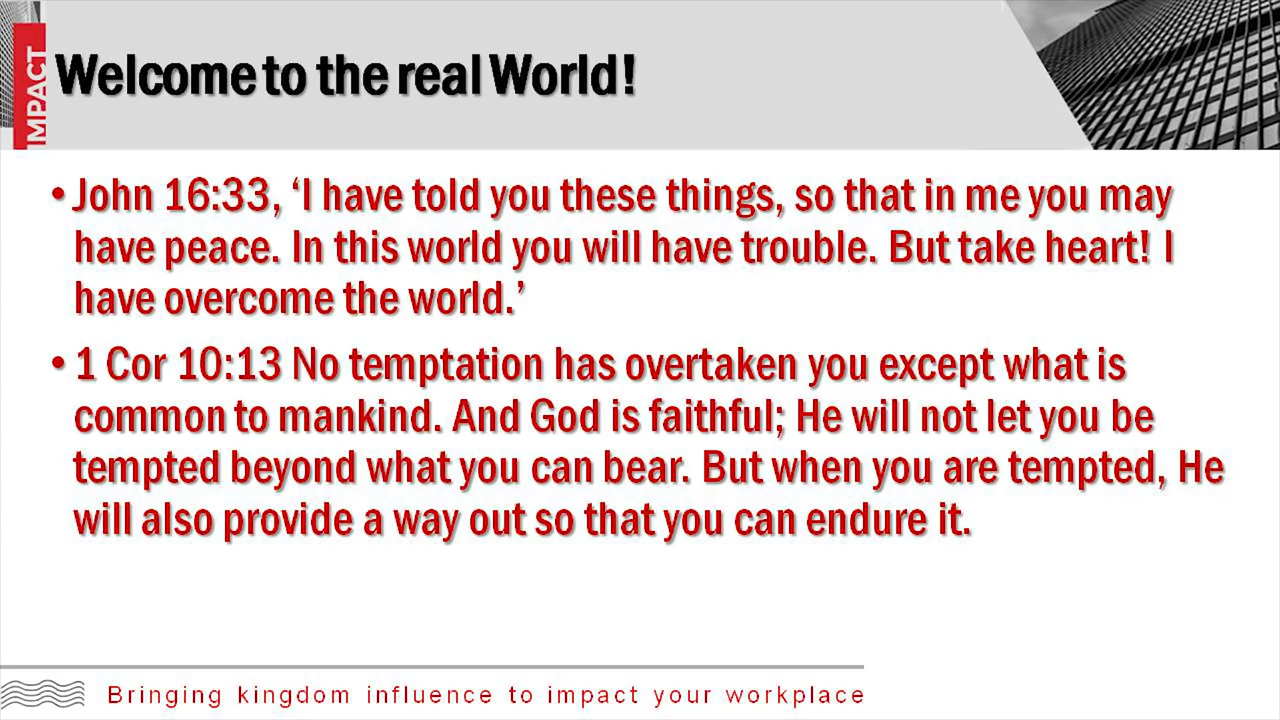 IMPACT
Welcome to the real World!
• John 16:33, ‘I have told you these things, so that in me you may
have peace. In this world you will have trouble. But take heart! I
have overcome the world.’
• 1 Cor 10:13 No temptation has overtaken you except what is
common to mankind. And God is faithful; He will not let you be
tempted beyond what you can bear. But when you are tempted, He
will also provide a way out so that you can endure it.
Bringing kingdom influence to impact your workplace